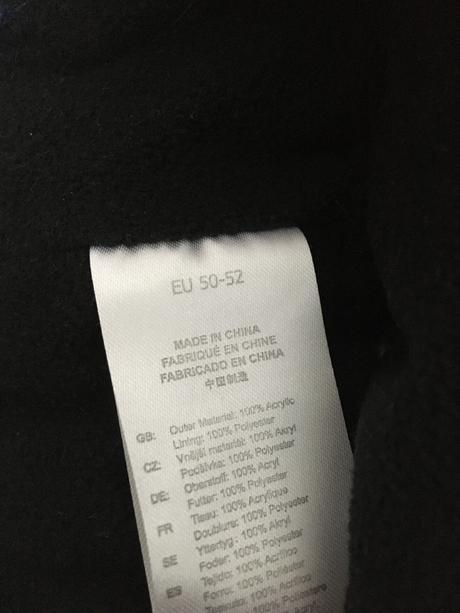 EU 50-52
MADE IN CHINA
FABRIQUÉ EN CHINE
FABRICADO EN CHINA
中国制造
GB: Outer Material: 100% Acrylic
Lining: 100% Polyester
CZ: Vnější materiál: 100% Akryl
Podšívka: 100% Polyester
DE: Oberstoff: 100% Acryl
Futter: 100% Polyester
FR Tissu: 100% Acrylique
Doublure: 100% Polyester
SE Yttertyg: 100% Akryl
Foder: 100% Polyester
ES Tejido: 100% Acrílico
Forro: 100% Poliéster
100% Acrílico